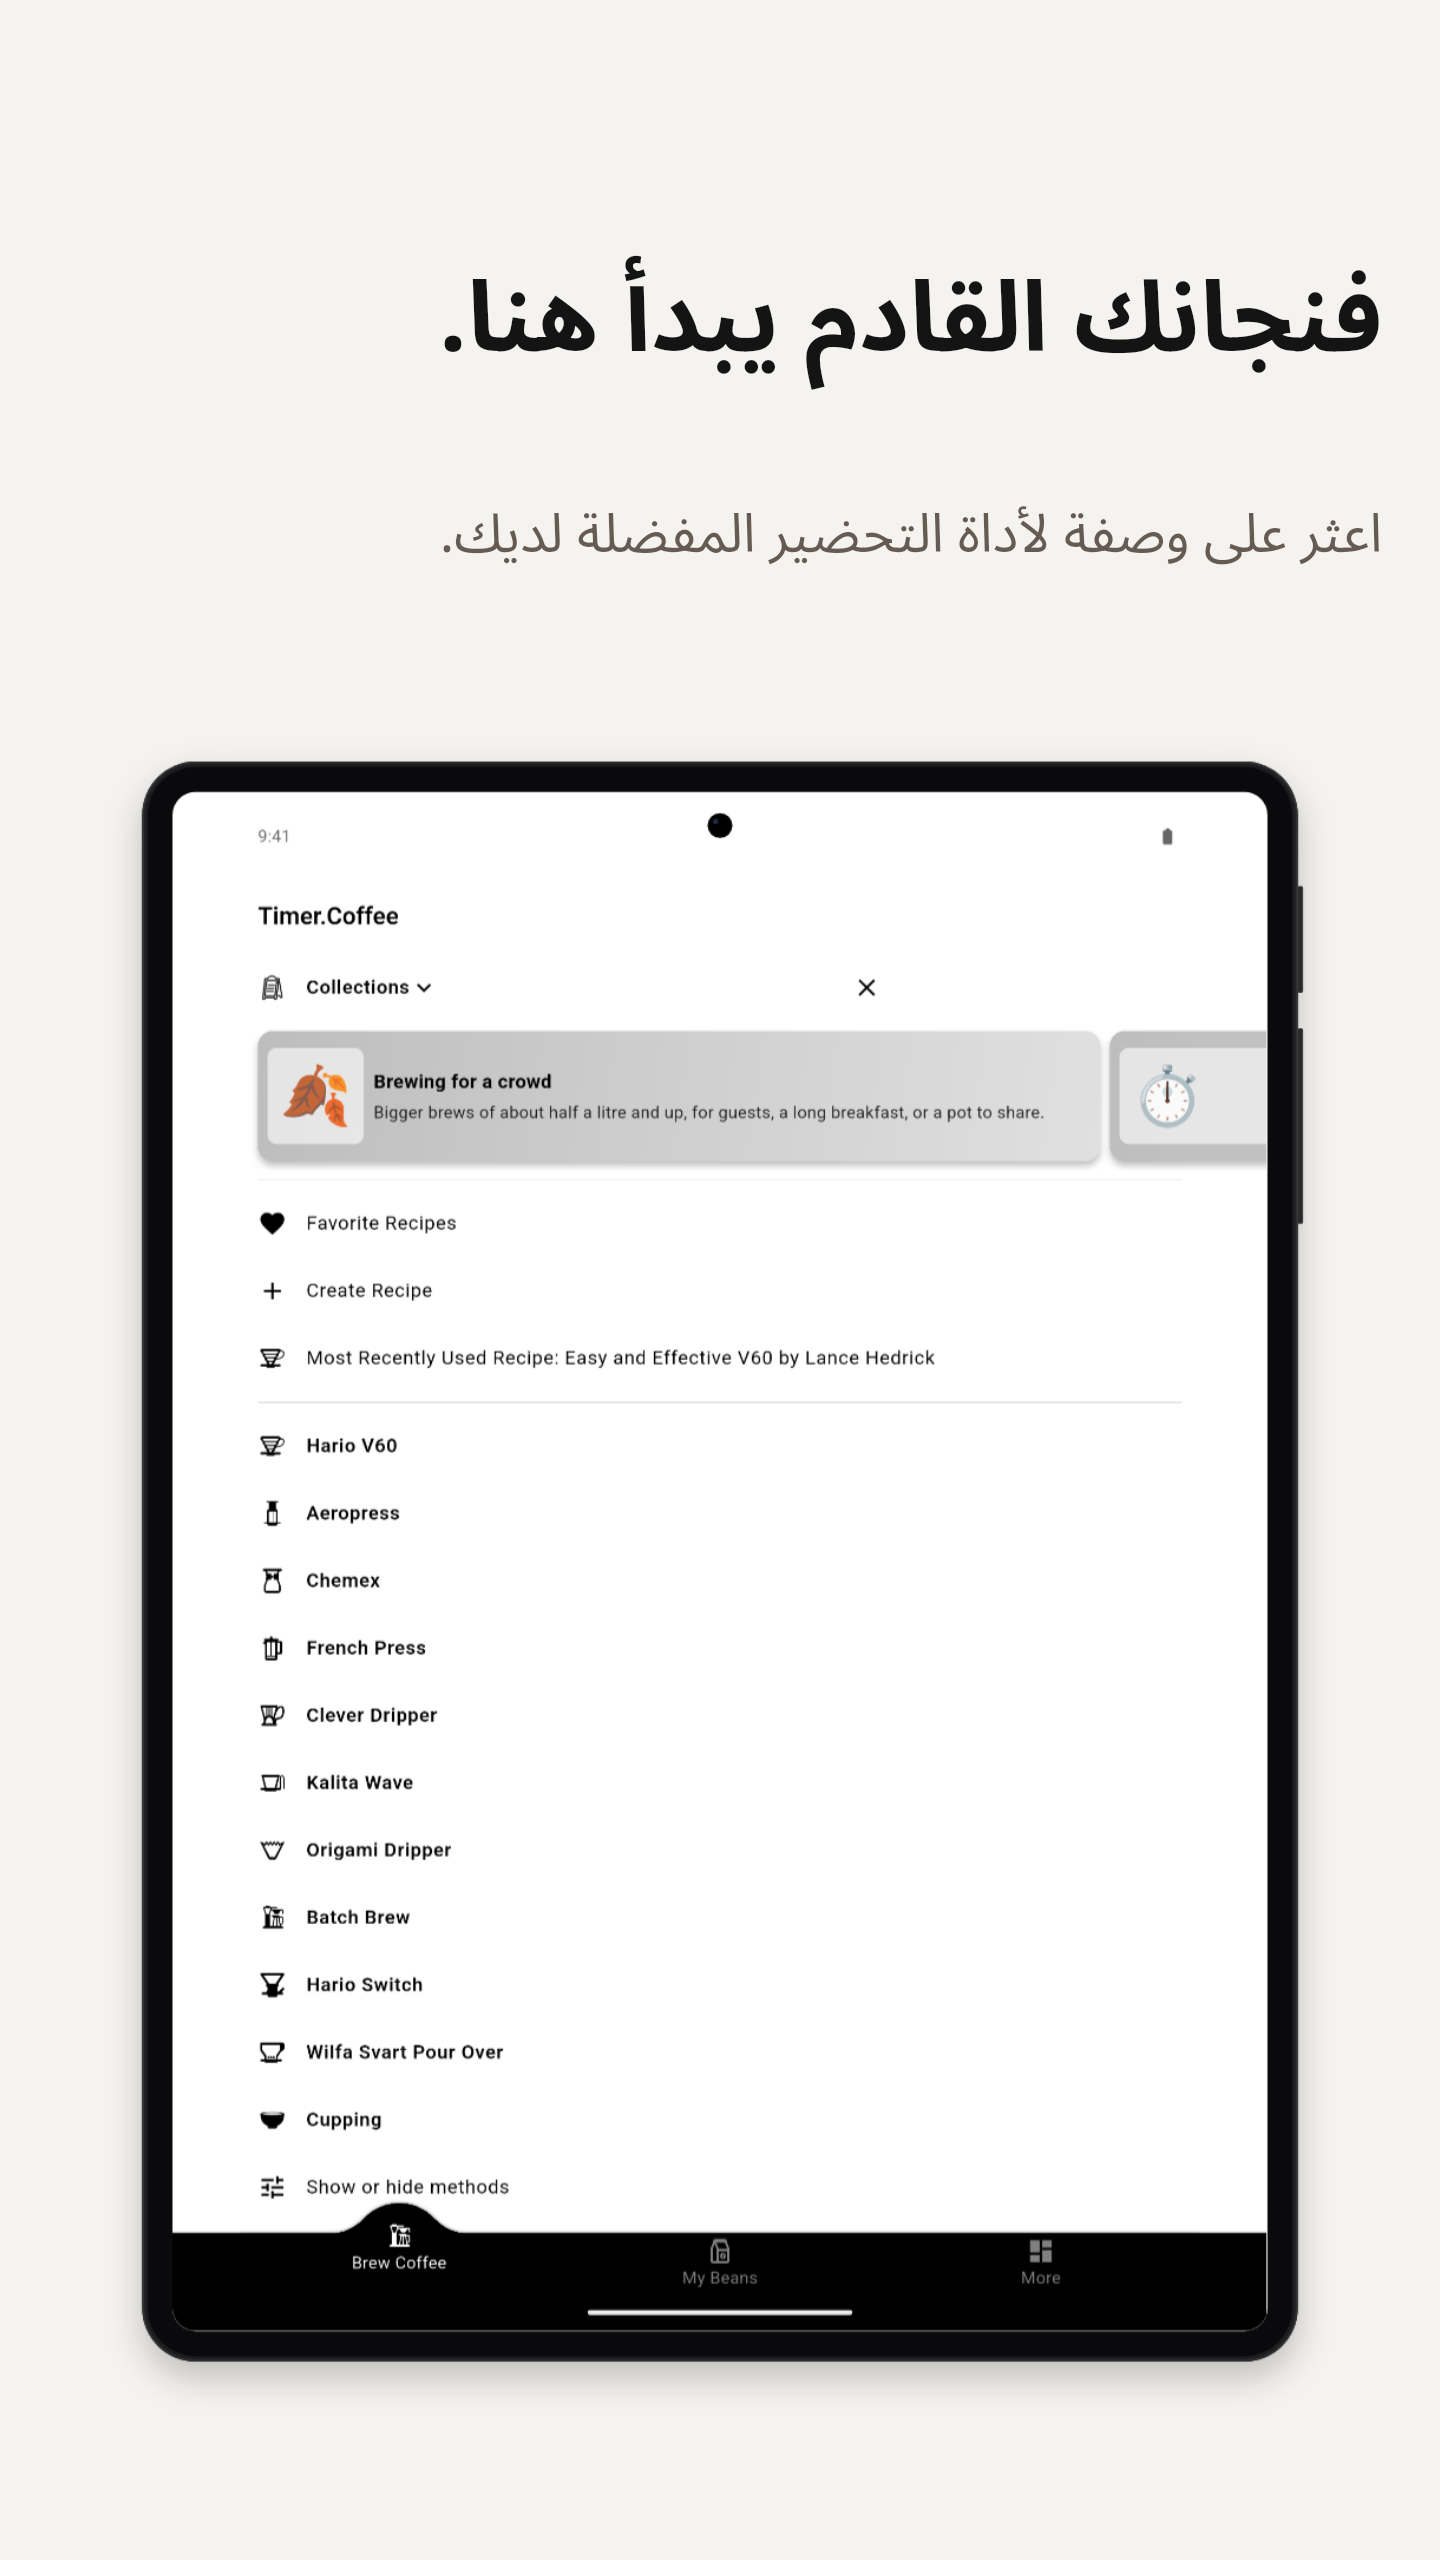 فنجانك القادم يبدأ هنا.
اعثر على وصفة لأداة التحضير المفضلة لديك.
9:41
Timer.Coffee
Collections
Brewing for a crowd
Bigger brews of about half a litre and up, for guests, a long breakfast, or a pot to share.
Favorite Recipes
Create Recipe
Most Recently Used Recipe: Easy and Effective V60 by Lance Hedrick
Hario V60
Aeropress
Chemex
French Press
Clever Dripper
Kalita Wave
Origami Dripper
Batch Brew
Hario Switch
Wilfa Svart Pour Over
Cupping
Show or hide methods
Brew Coffee
My Beans
More